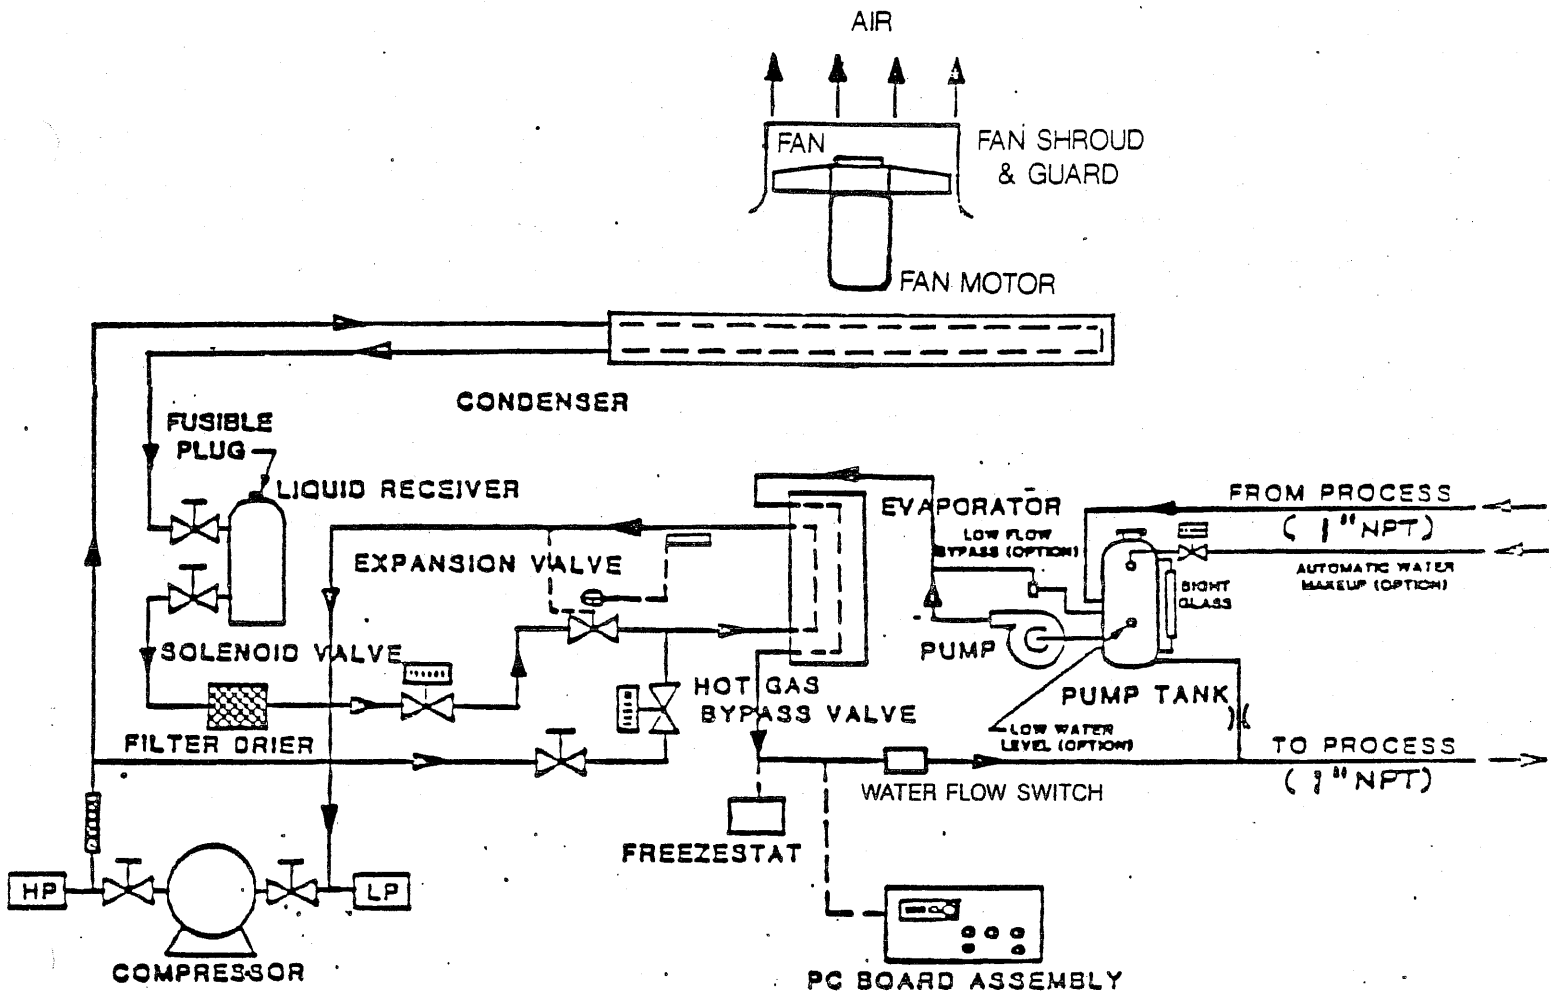 AIR
FAN
FAN SHROUD
& GUARD
FAN MOTOR
CONDENSER
FUSIBLE
PLUG
LIQUID RECEIVER
EVAPORATOR
FROM PROCESS
( 1" NPT)
LOW FLOW
BYPASS (OPTION)
EXPANSION VALVE
AUTOMATIC WATER
MAKEUP (OPTION)
SIGHT
GLASS
SOLENOID VALVE
PUMP
HOT GAS
BYPASS VALVE
PUMP TANK
FILTER DRIER
LOW WATER
LEVEL (OPTION)
TO PROCESS
( 1" NPT)
WATER FLOW SWITCH
FREEZESTAT
HP
LP
COMPRESSOR
PC BOARD ASSEMBLY